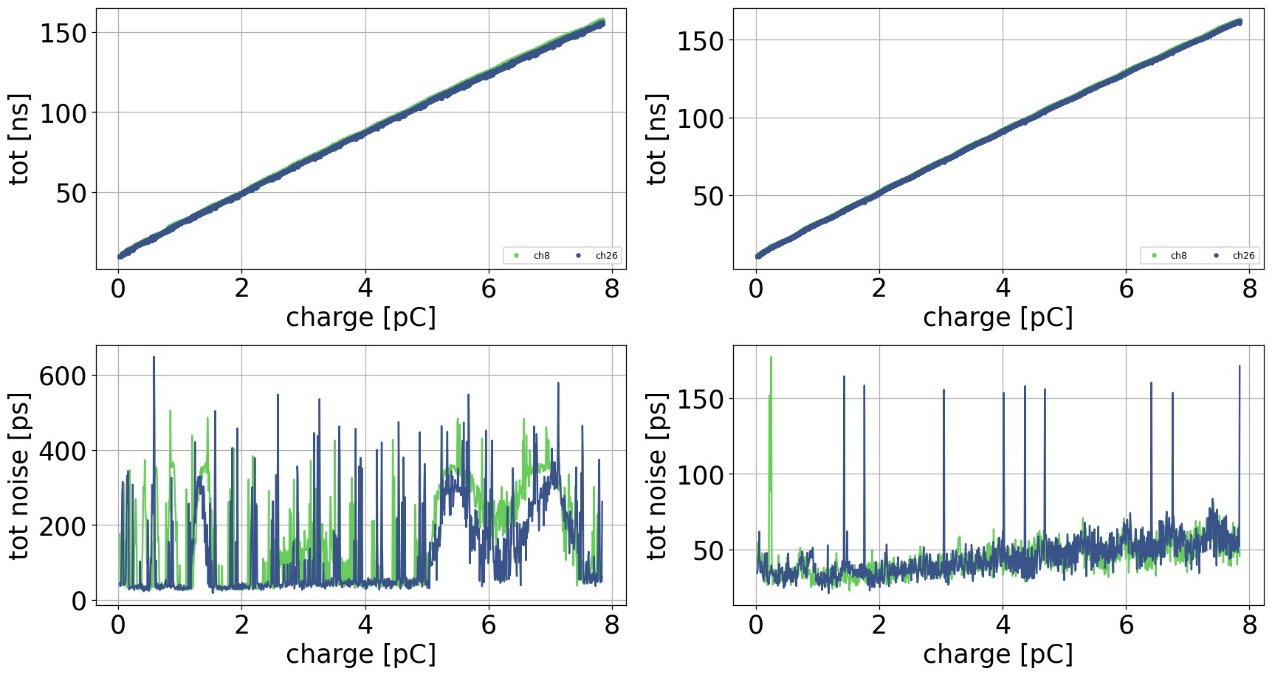 tot [ns]
150
100
50
0 2 4 6 8
charge [pC]
ch8 ch26
tot [ns]
150
100
50
0 2 4 6 8
charge [pC]
ch8 ch26
tot noise [ps]
600
400
200
0
0 2 4 6 8
charge [pC]
tot noise [ps]
150
100
50
0 2 4 6 8
charge [pC]